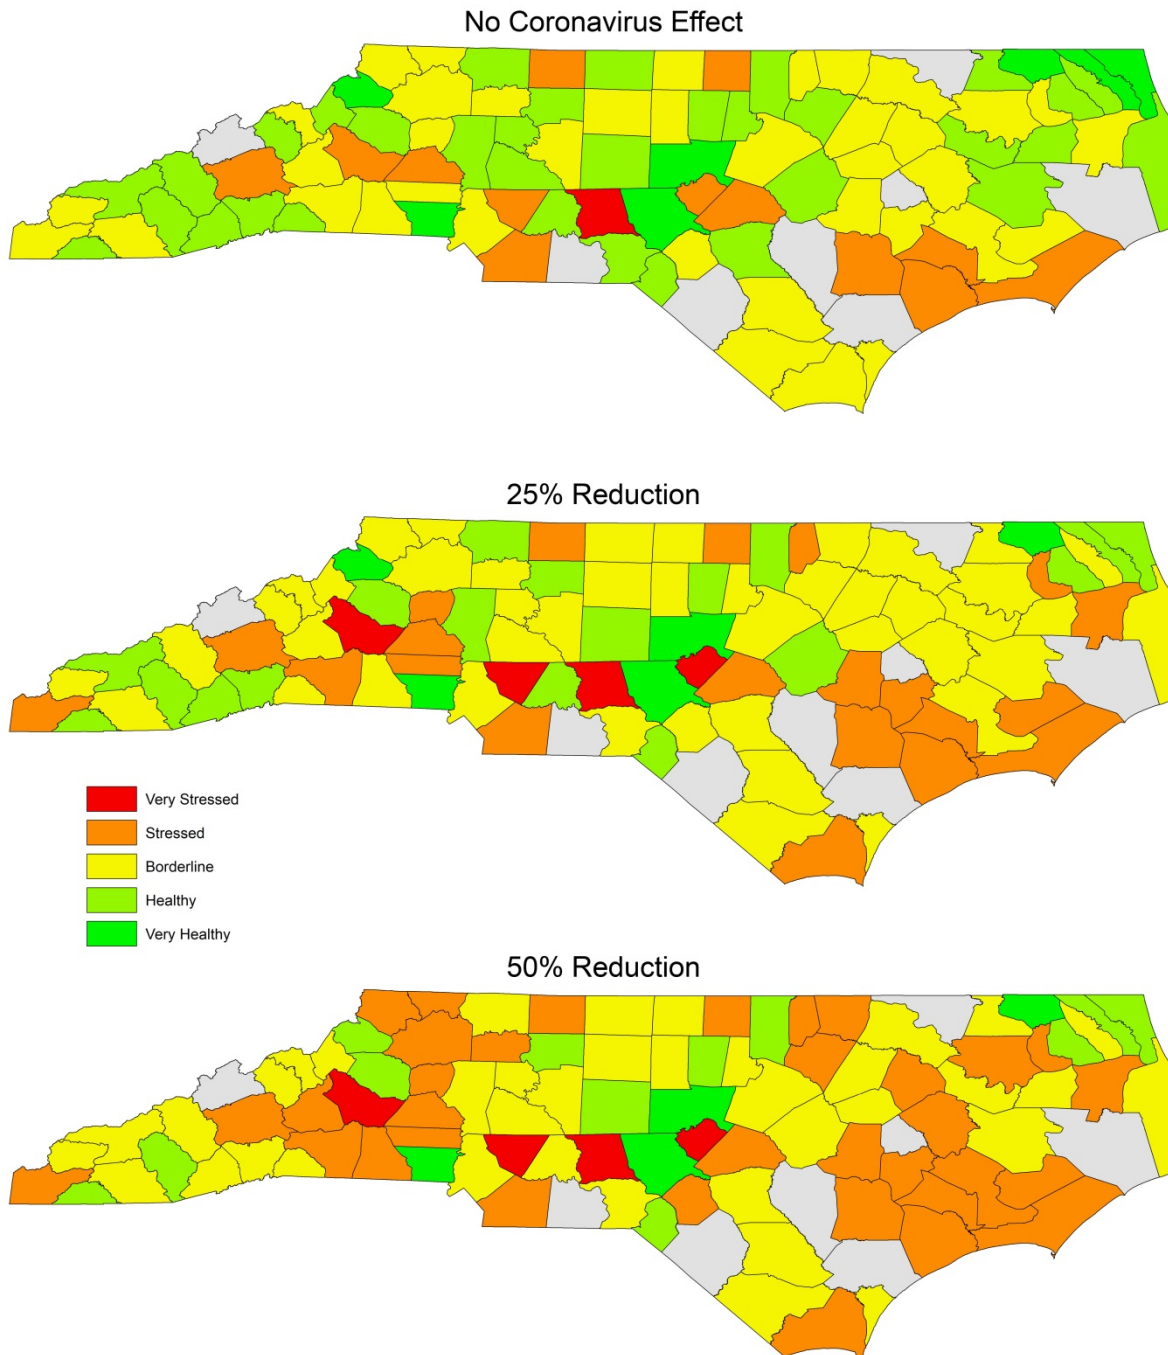 No Coronavirus Effect
25% Reduction
Very Stressed
Stressed
Borderline
Healthy
Very Healthy
50% Reduction